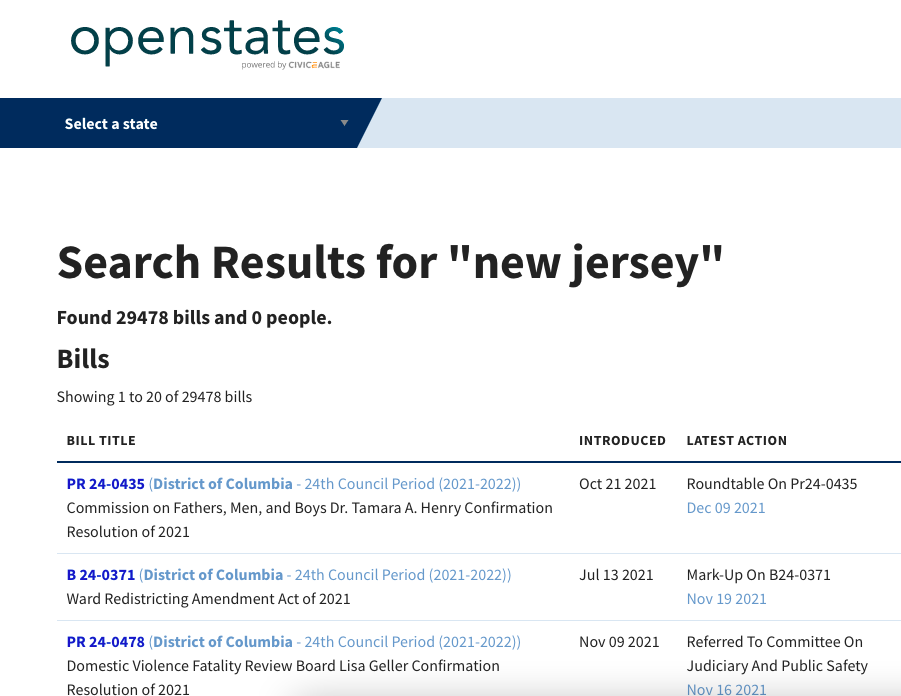 openstates
powered by CIVICEAGLE
Select a state
Search Results for "new jersey"
Found 29478 bills and 0 people.
Bills
Showing 1 to 20 of 29478 bills
BILL TITLE INTRODUCED LATEST ACTION
PR 24-0435 (District of Columbia - 24th Council Period (2021-2022)) Oct 21 2021 Roundtable On Pr24-0435
Commission on Fathers, Men, and Boys Dr. Tamara A. Henry Confirmation Dec 09 2021
Resolution of 2021
B 24-0371 (District of Columbia - 24th Council Period (2021-2022)) Jul 13 2021 Mark-Up On B24-0371
Ward Redistricting Amendment Act of 2021 Nov 19 2021
PR 24-0478 (District of Columbia - 24th Council Period (2021-2022)) Nov 09 2021 Referred To Committee On
Domestic Violence Fatality Review Board Lisa Geller Confirmation Judiciary And Public Safety
Resolution of 2021 Nov 16 2021